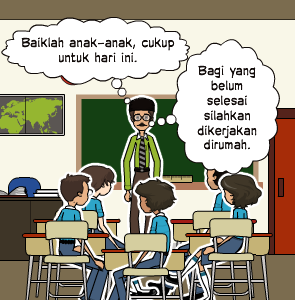 Baiklah anak-anak, cukup
untuk hari ini.
Bagi yang
belum
selesai
silahkan
dikerjakan
dirumah.